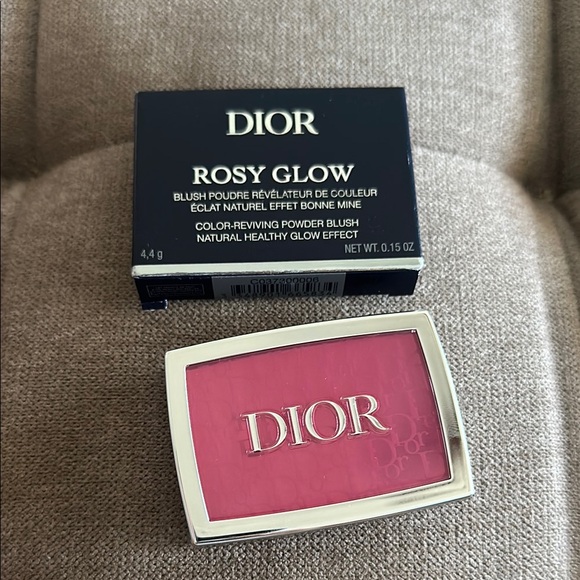 DIOR
ROSY GLOW
BLUSH POUDRE RÉVÉLATEUR DE COULEUR
ÉCLAT NATUREL EFFET BONNE MINE
COLOR-REVIVING POWDER BLUSH
NATURAL HEALTHY GLOW EFFECT
4,4 g NET WT. 0.15 OZ
DIOR
Dior